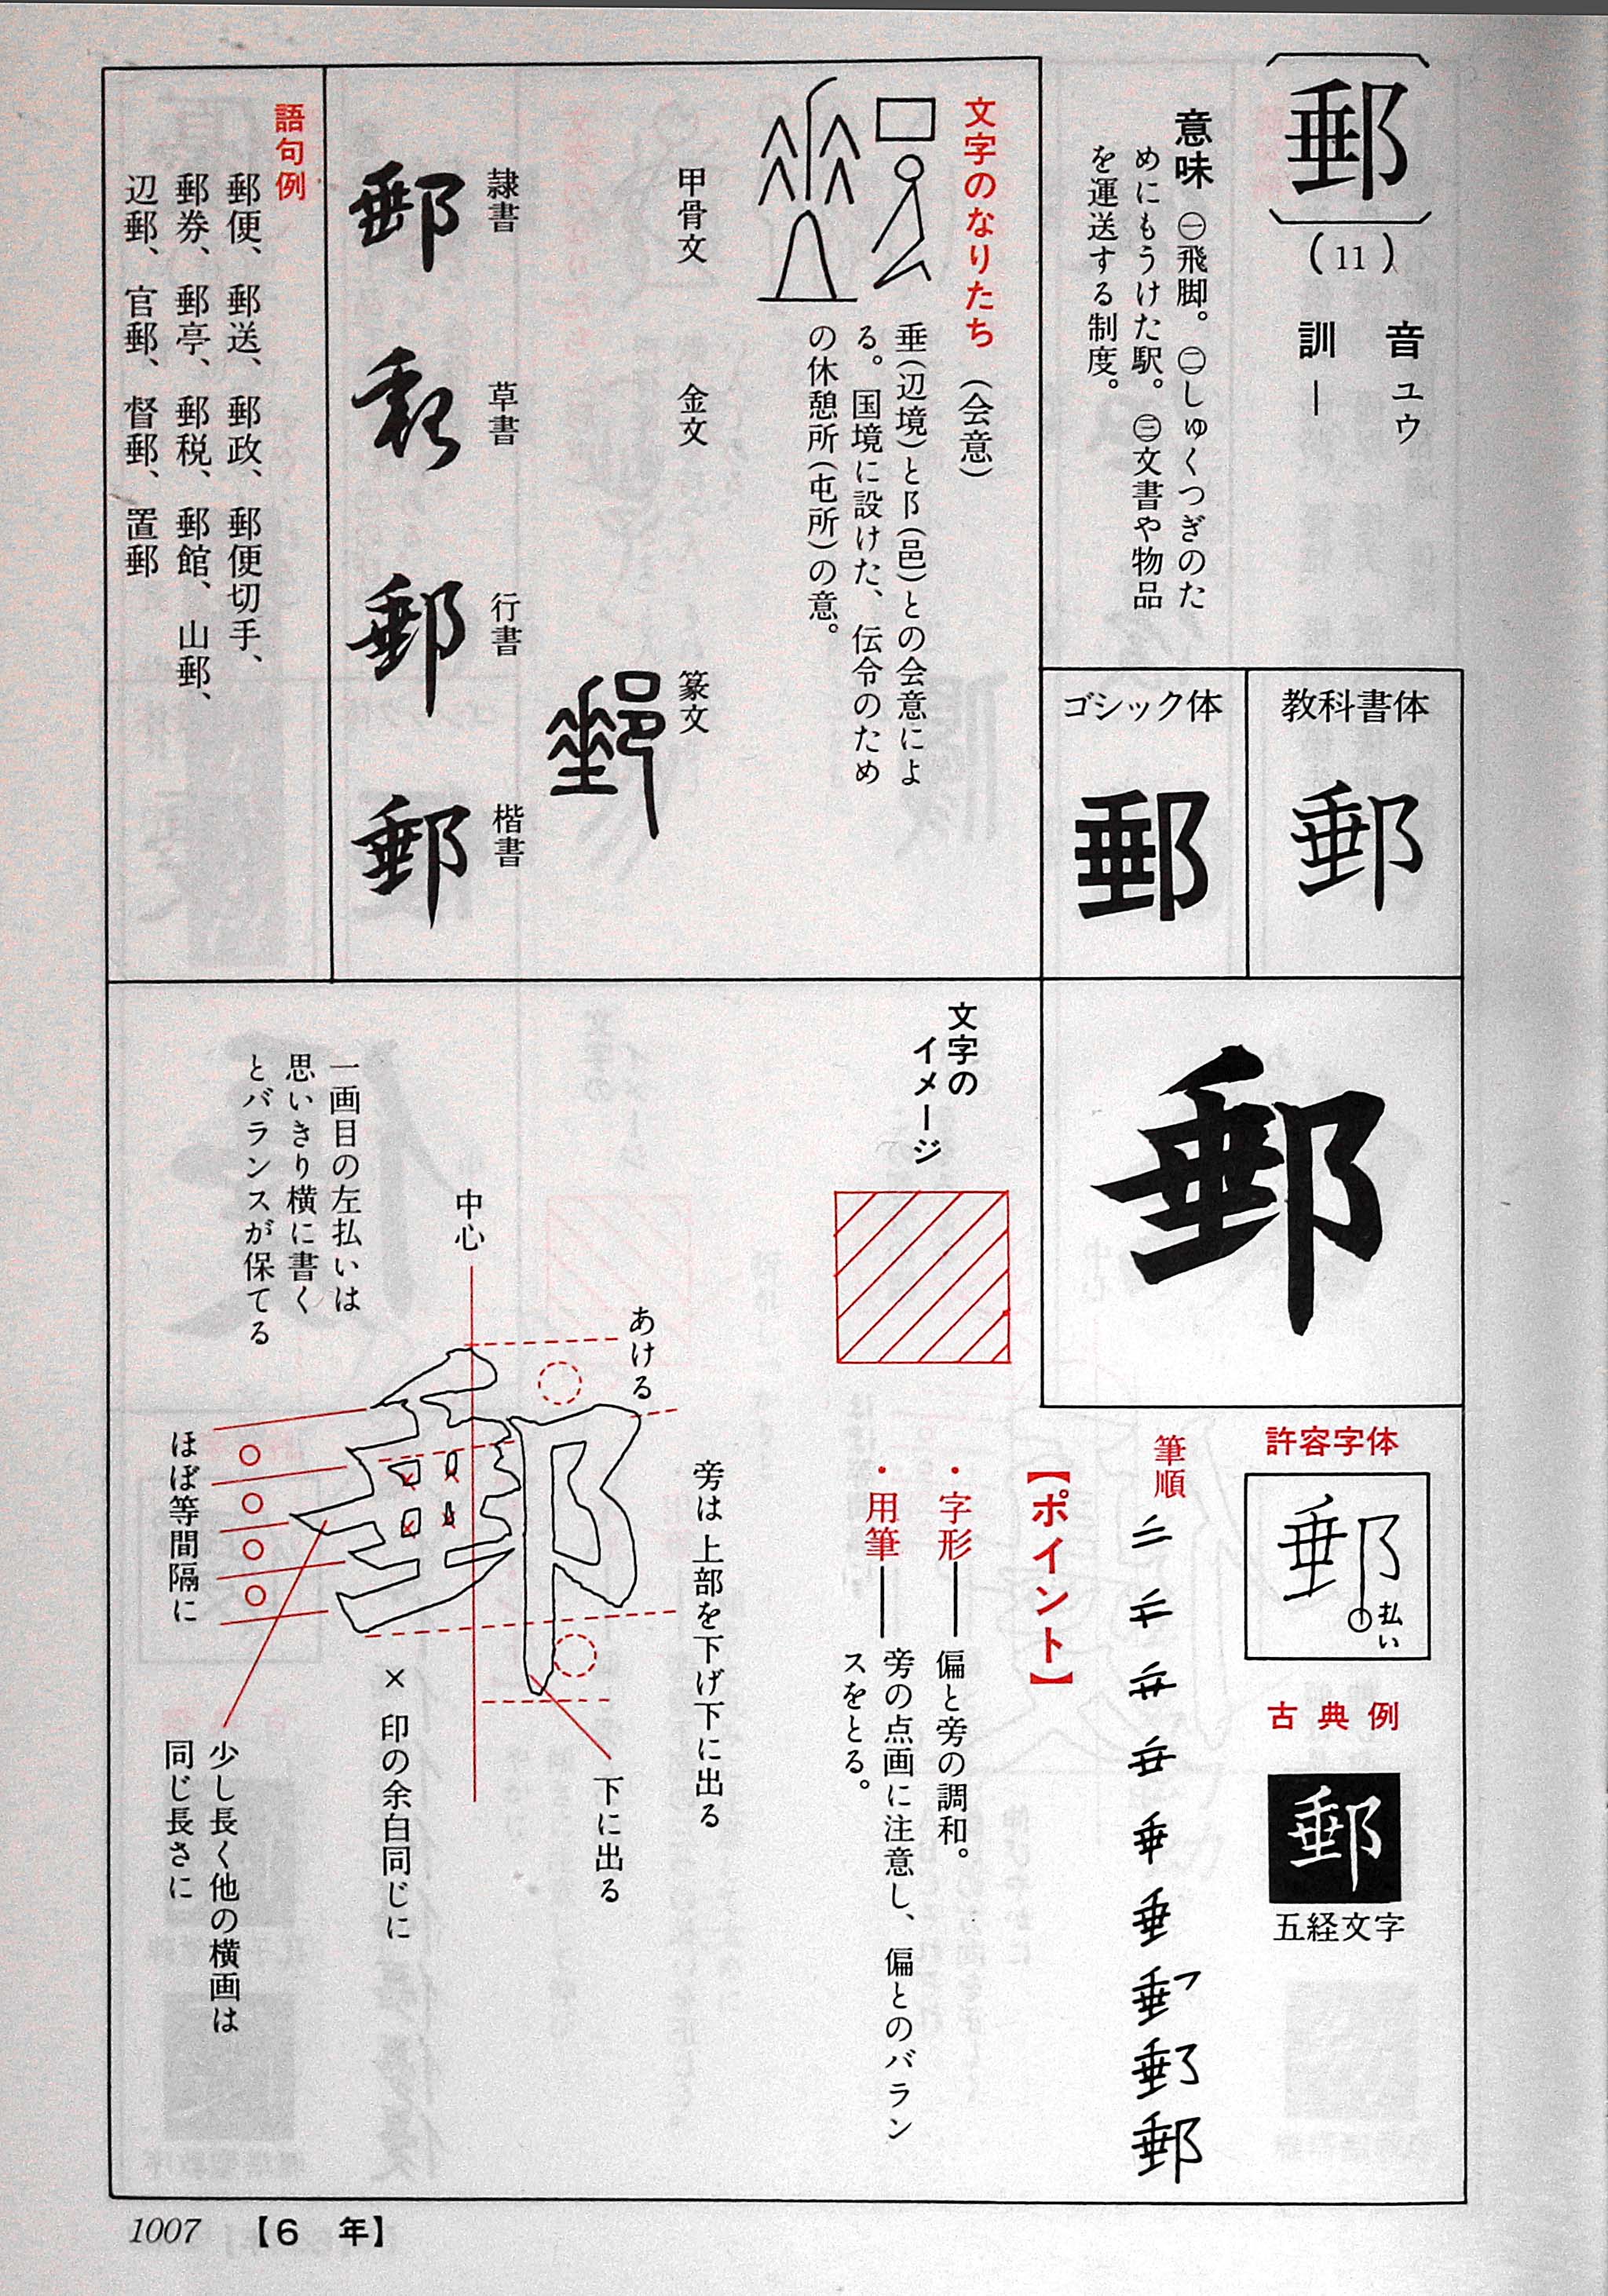 郵
(11)
音 ユウ
訓 ―
意味 ㊀飛脚。㊁しゅくつぎのた
めにもうけた駅。㊂文書や物品
を運送する制度。
教科書体
郵
ゴシック体
郵
文字のなりたち (会意)
垂(辺境)と阝(邑)との会意によ
る。国境に設けた、伝令のため
の休憩所(屯所)の意。
甲骨文
金文
篆文
郵
隷書
郵
草書
郵
行書
郵
楷書
郵
語句例
郵便、郵送、郵政、郵便切手、
郵券、郵亭、郵税、郵館、山郵、
辺郵、官郵、督郵、置郵
郵
許容字体
郵
払い
古典例
郵
五経文字
筆順
郵
【ポイント】
・字形――偏と旁の調和。
・用筆――旁の点画に注意し、偏とのバラン
スをとる。
文字の
イメージ
旁は上部を下げ下に出る
あける
下に出る
中心
×印の余白同じに
一画目の左払いは
思いきり横に書く
とバランスが保てる
ほぼ等間隔に
少し長く他の横画は
同じ長さに
1007 【6 年】